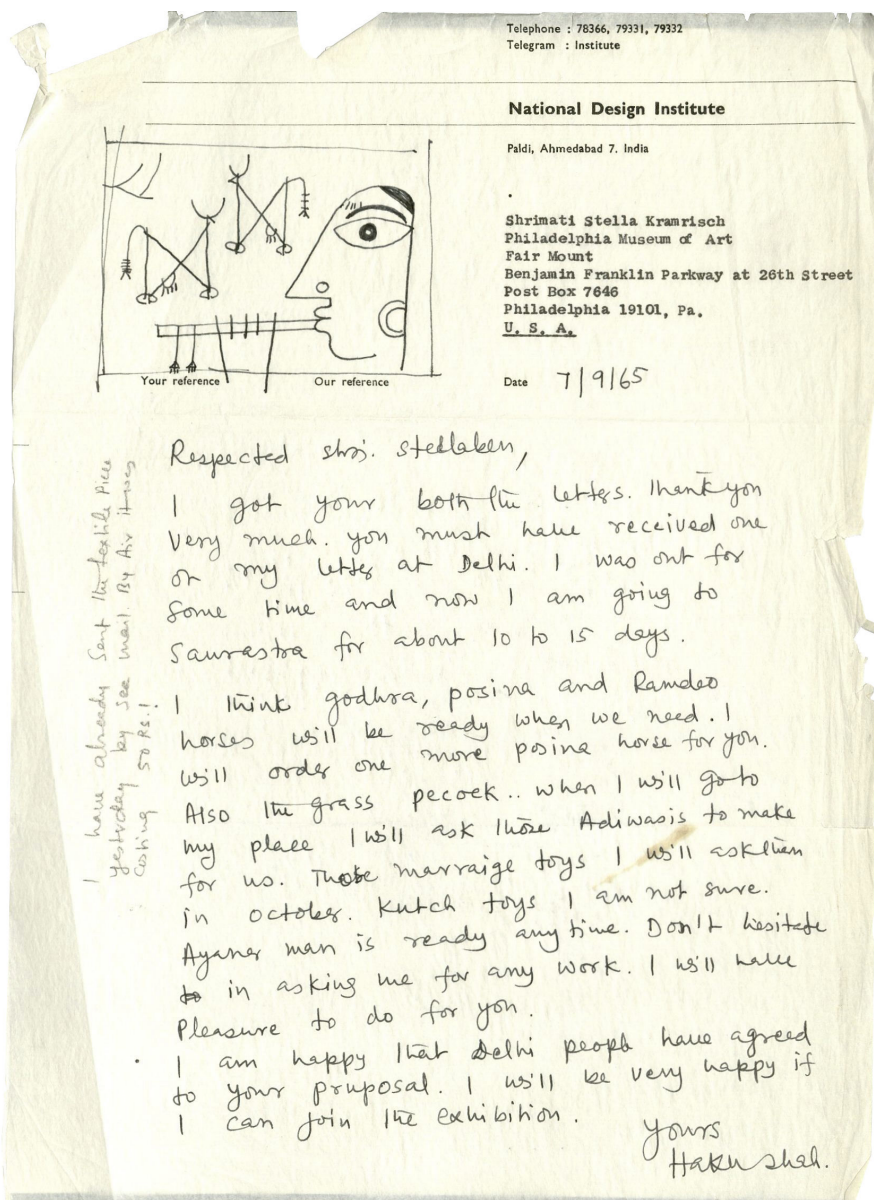 Telephone : 78366, 79331, 79332
Telegram : Institute
National Design Institute
Paldi, Ahmedabad 7. India
Shrimati Stella Kramrisch
Philadelphia Museum of Art
Fair Mount
Benjamin Franklin Parkway at 26th Street
Post Box 7646
Philadelphia 19101, Pa.
U. S. A.
Your reference
Our reference
Date 7/9/65
Respected shri. stellaben,
I got your both the letters. Thank you
very much. you must have received one
of my letter at Delhi. I was out for
some time and now I am going to
Saurastra for about 10 to 15 days.
I think godhra, posina and Ramdeo
horses will be ready when we need. I
will order one more posina horse for you.
Also the grass pecock.. when I will go to
my place I will ask those Adiwasis to make
for us. Those marraige toys I will ask them
in october. Kutch toys I am not sure.
Ayanar man is ready any time. Don't hesitate
to in asking me for any work. I will have
pleasure to do for you.
I am happy that Delhi people have agreed
to your pruposal. I will be very happy if
I can join the exhibition.
Yours
Haku shah.
I have already sent the textile piece
yestrday by see mail. By Air it was
costing 50 Rs.!